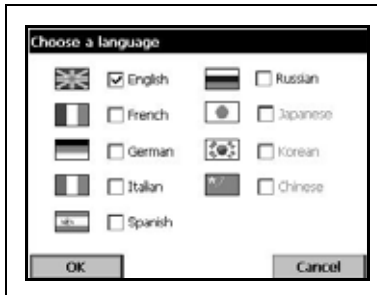 Choose a language
English
Russian
French
Japanese
German
Korean
Italian
Chinese
Spanish
OK
Cancel